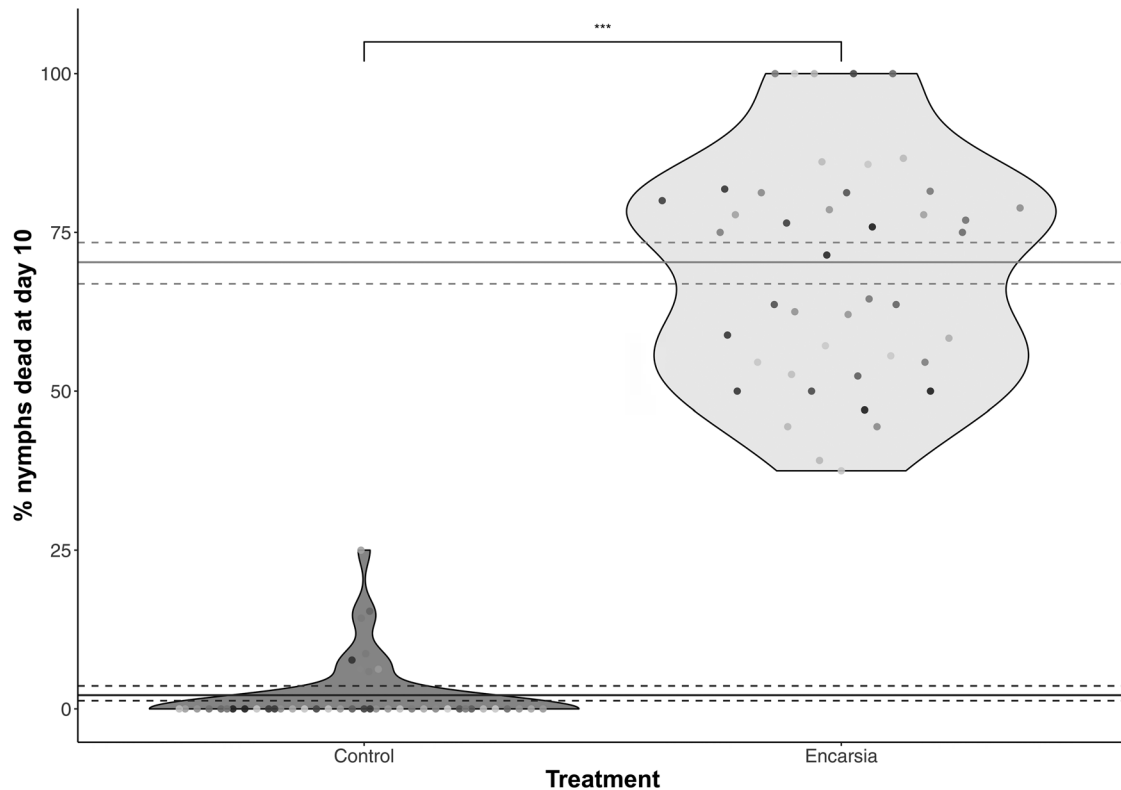 ***
100
75
50
25
0
% nymphs dead at day 10
Control
Encarsia
Treatment